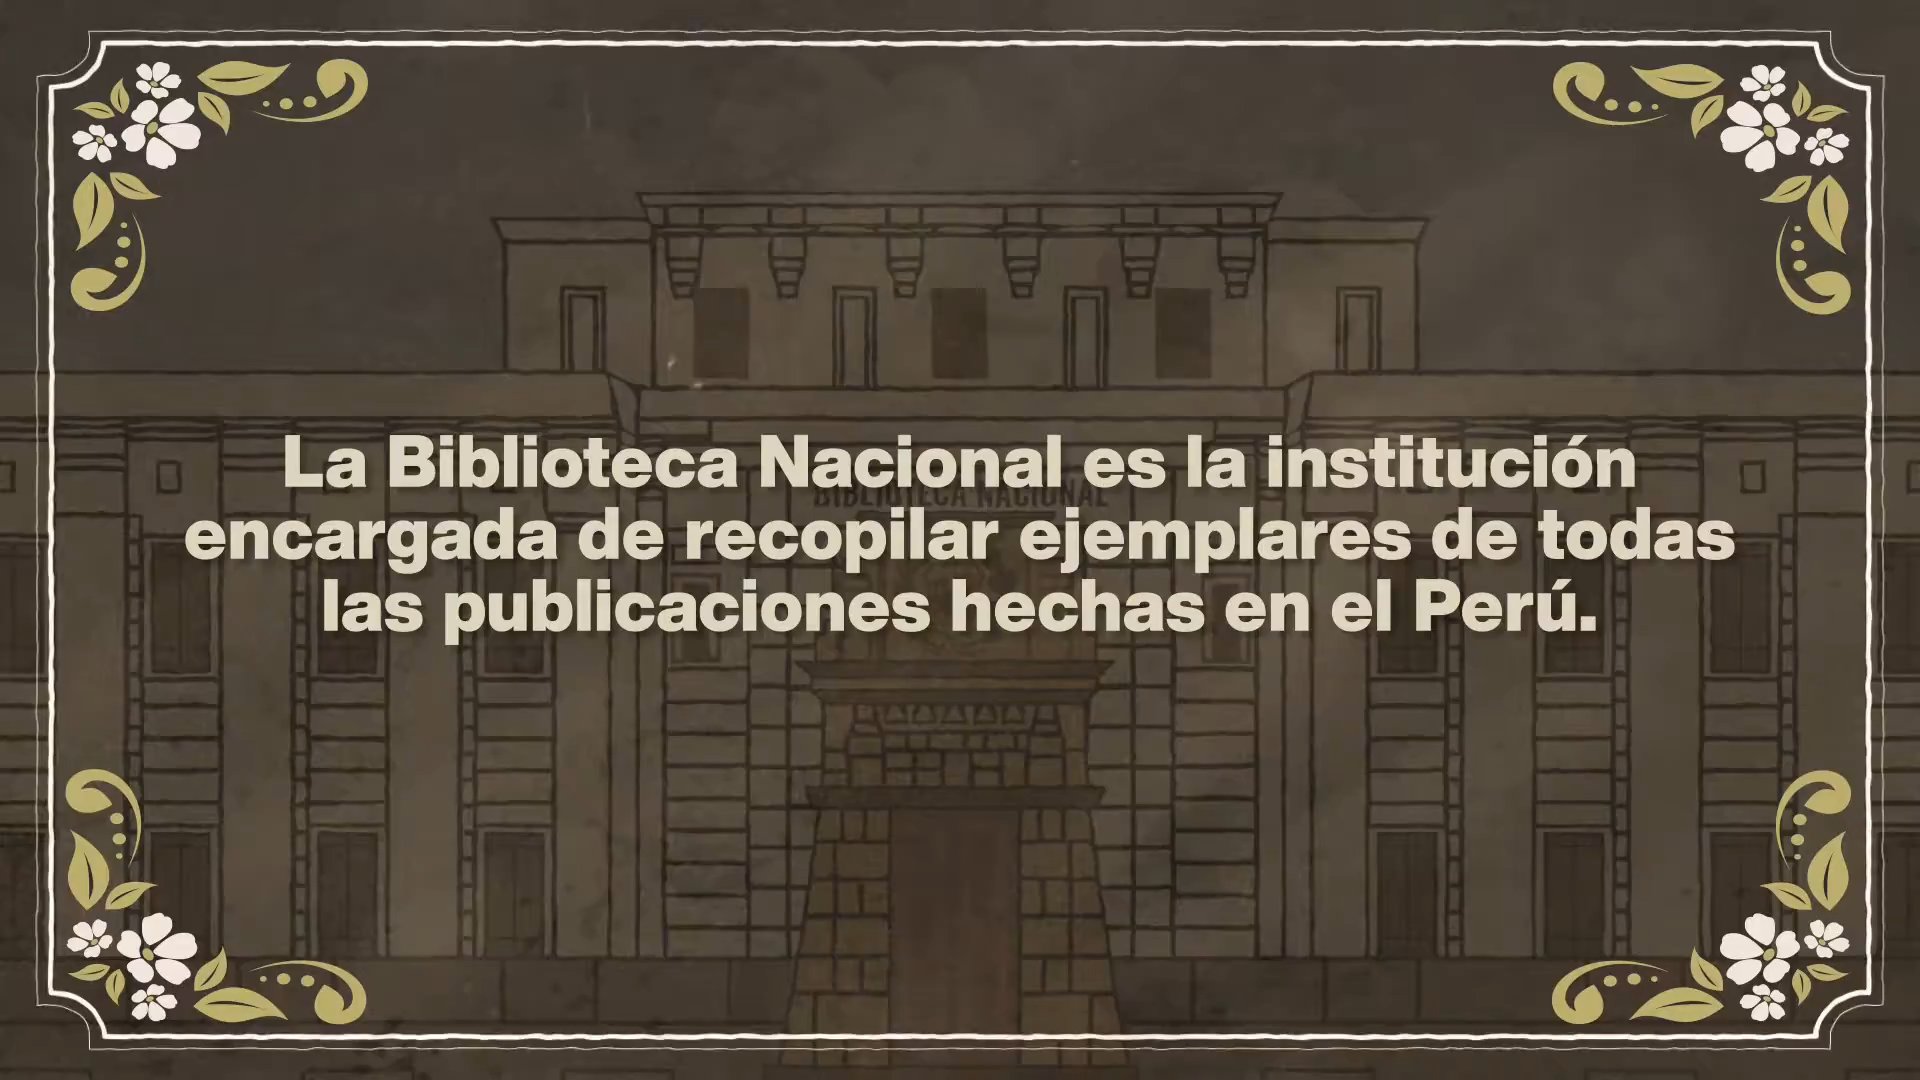 La Biblioteca Nacional es la institución
BIBLIOTECA NACIONAL
encargada de recopilar ejemplares de todas
las publicaciones hechas en el Perú.